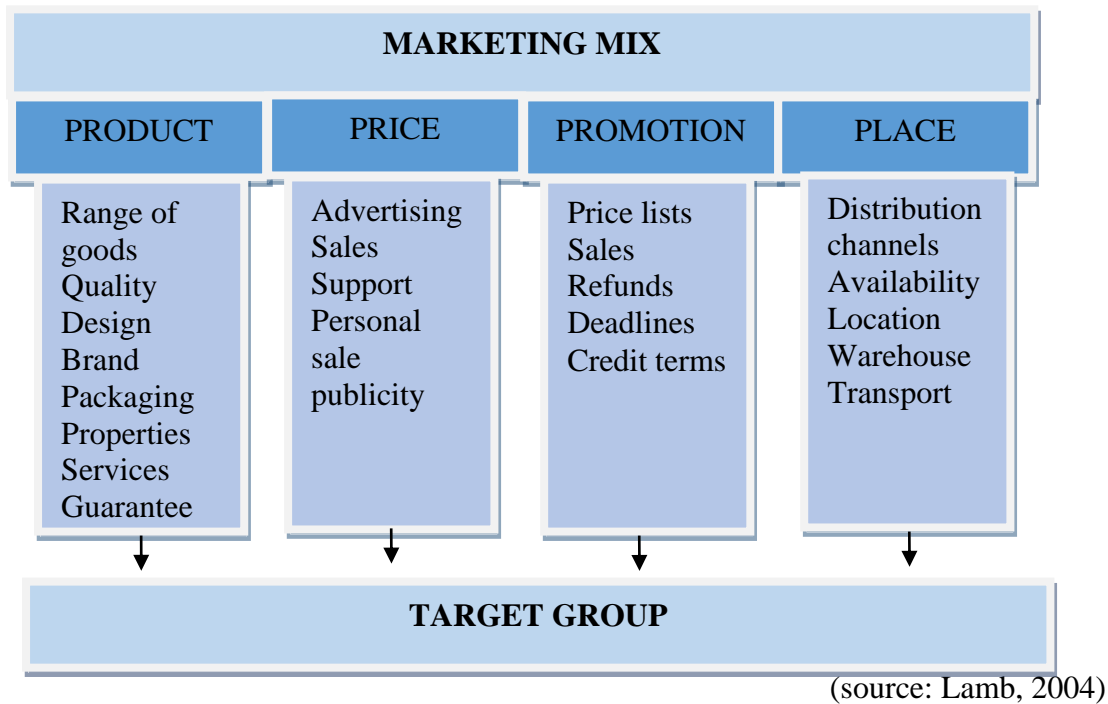 MARKETING MIX
PRODUCT
PRICE
PROMOTION
PLACE
Range of
goods
Quality
Design
Brand
Packaging
Properties
Services
Guarantee
Advertising
Sales
Support
Personal
sale
publicity
Price lists
Sales
Refunds
Deadlines
Credit terms
Distribution
channels
Availability
Location
Warehouse
Transport
TARGET GROUP
(source: Lamb, 2004)